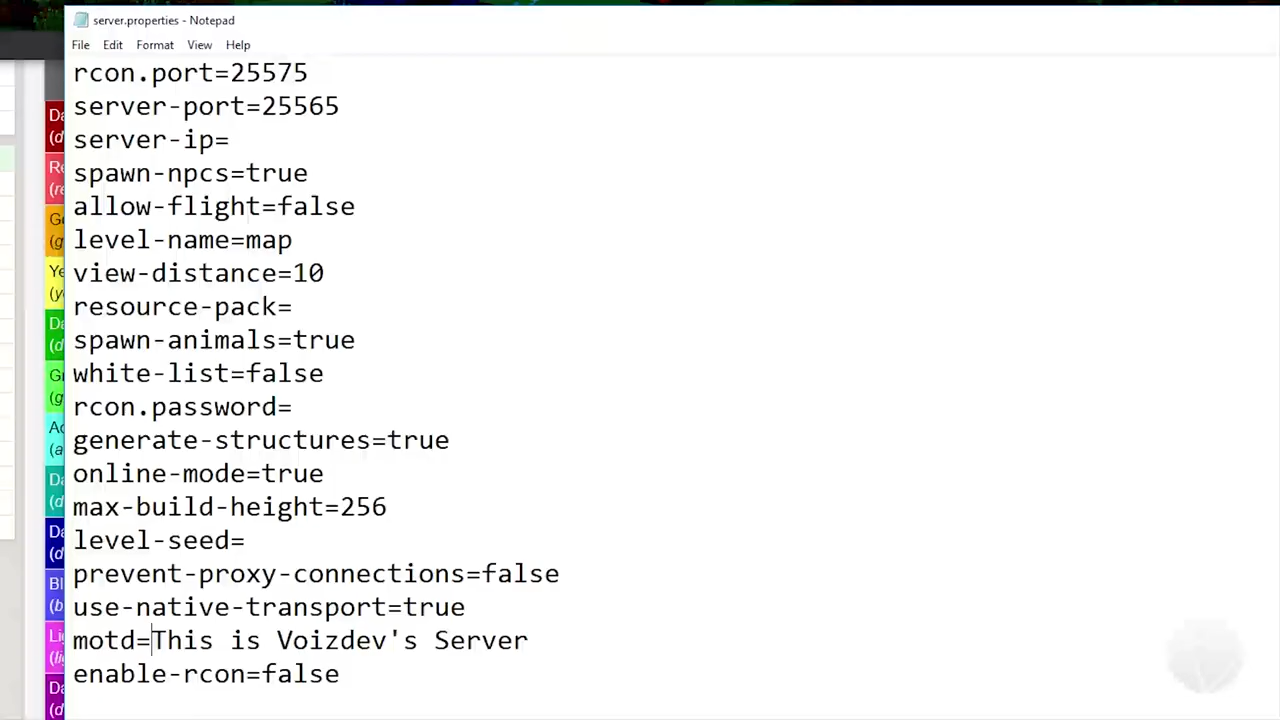 server.properties - Notepad
File Edit Format View Help
rcon.port=25575
server-port=25565
server-ip=
spawn-npcs=true
allow-flight=false
level-name=map
view-distance=10
resource-pack=
spawn-animals=true
white-list=false
rcon.password=
generate-structures=true
online-mode=true
max-build-height=256
level-seed=
prevent-proxy-connections=false
use-native-transport=true
motd=This is Voizdev's Server
enable-rcon=false